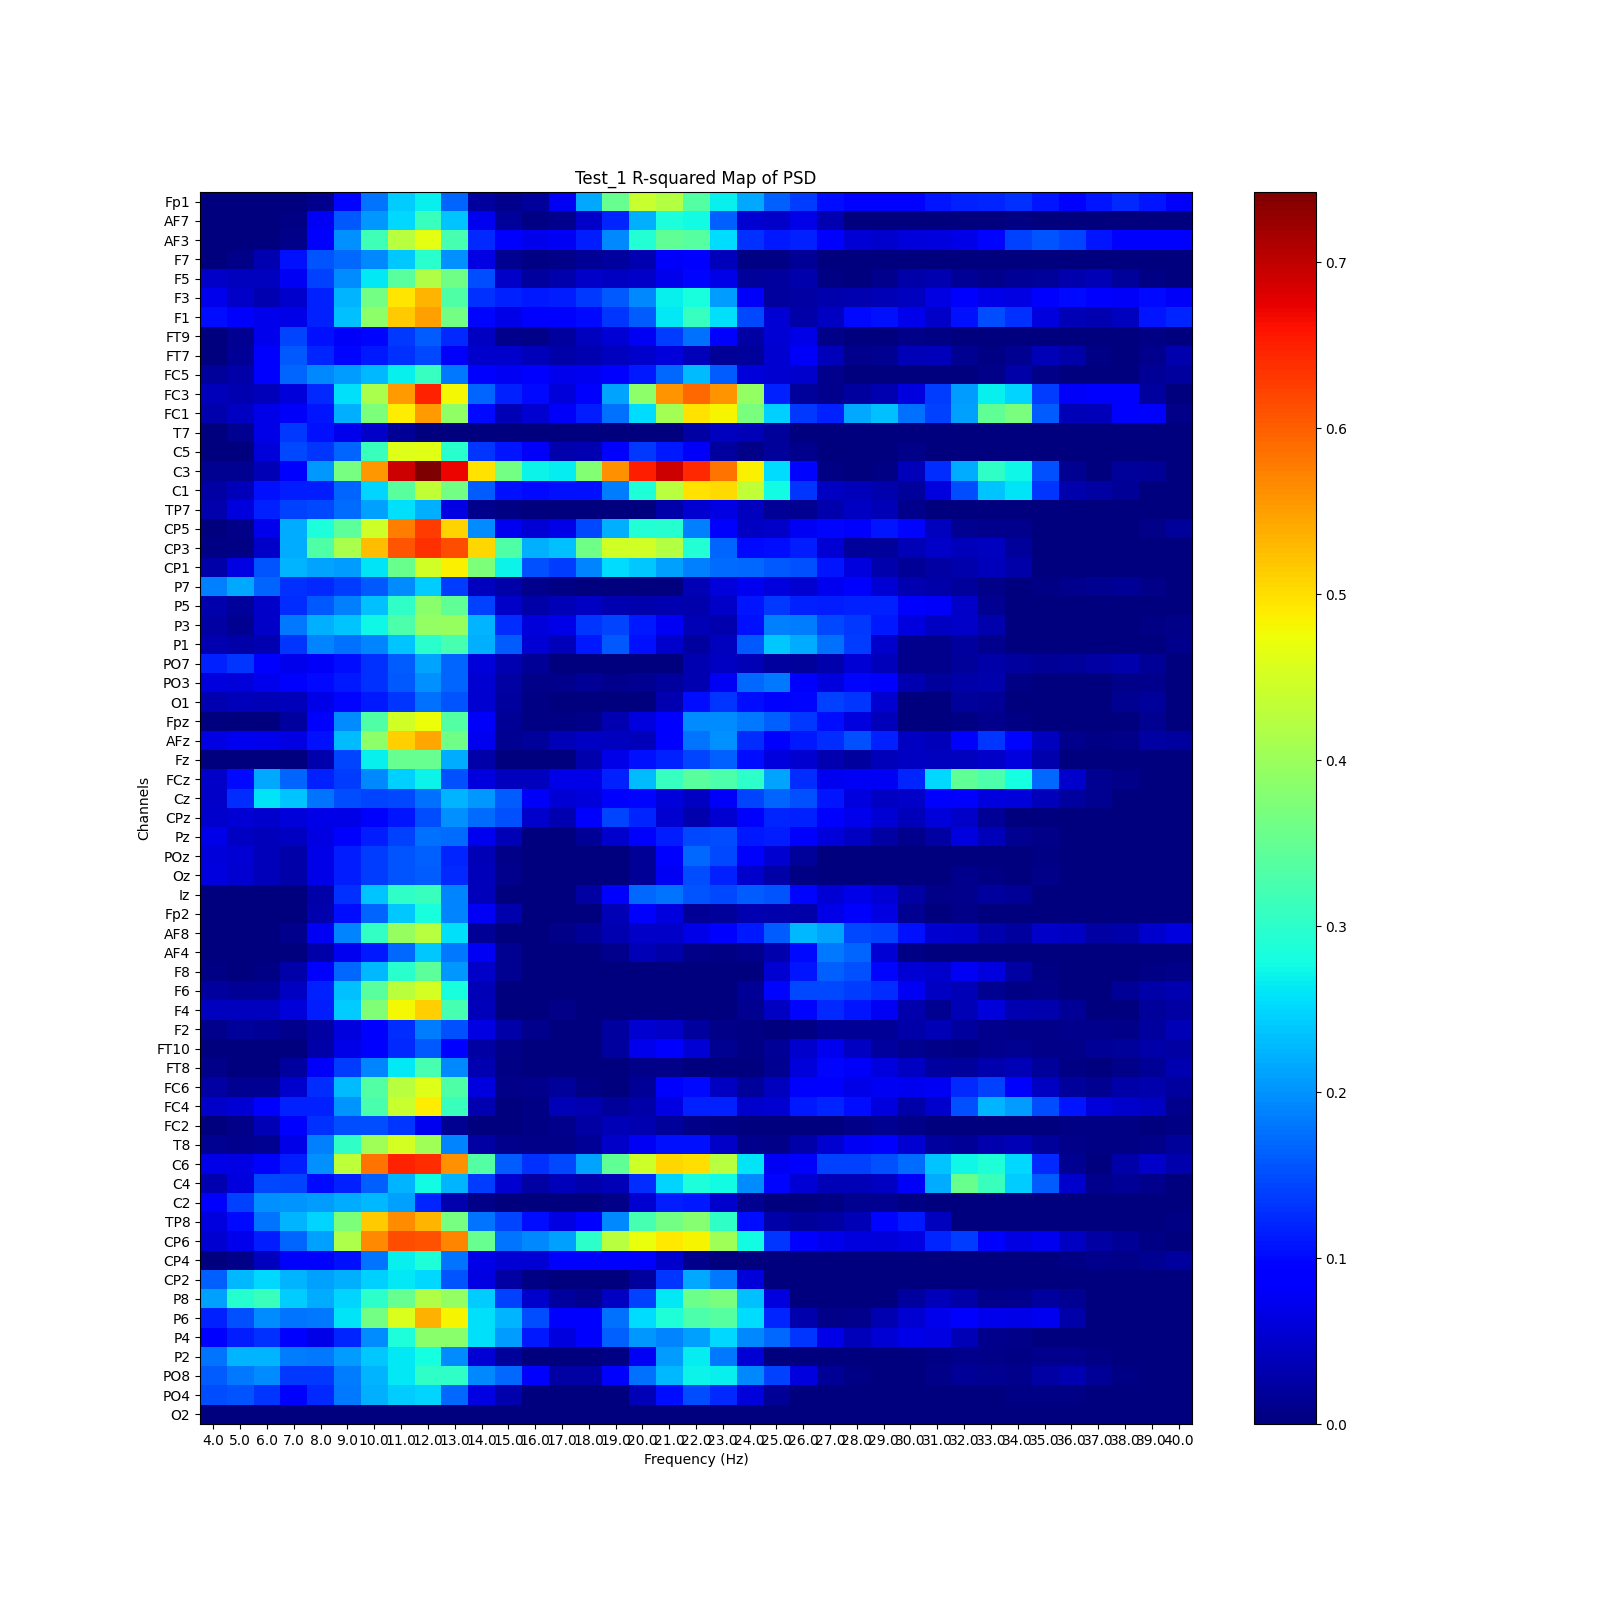 Test_1 R-squared Map of PSD
Fp1
AF7
AF3
F7
F5
F3
F1
FT9
FT7
FC5
FC3
FC1
T7
C5
C3
C1
TP7
CP5
CP3
CP1
P7
P5
P3
P1
PO7
PO3
O1
Fpz
AFz
Fz
FCz
Cz
CPz
Pz
POz
Oz
Iz
Fp2
AF8
AF4
F8
F6
F4
F2
FT10
FT8
FC6
FC4
FC2
T8
C6
C4
C2
TP8
CP6
CP4
CP2
P8
P6
P4
P2
PO8
PO4
O2
Channels
4.0 5.0 6.0 7.0 8.0 9.0 10.0 11.0 12.0 13.0 14.0 15.0 16.0 17.0 18.0 19.0 20.0 21.0 22.0 23.0 24.0 25.0 26.0 27.0 28.0 29.0 30.0 31.0 32.0 33.0 34.0 35.0 36.0 37.0 38.0 39.0 40.0
Frequency (Hz)
0.7
0.6
0.5
0.4
0.3
0.2
0.1
0.0